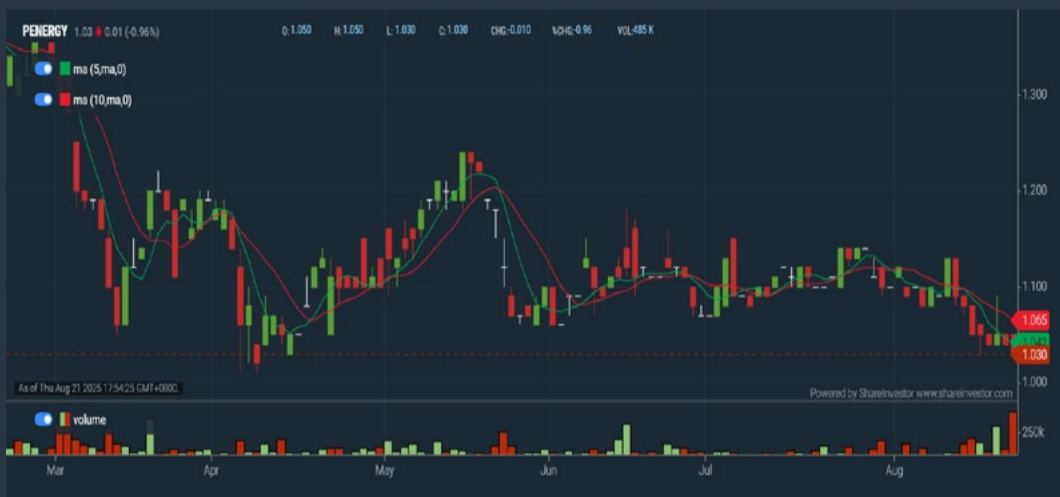 PENERGY 1.03 0.01 (-0.96%) O: 1.050 H: 1.050 L: 1.030 C: 1.030 CHG:-0.010 %CHG:-0.96 VOL:485 K
ma (5,ma,0)
ma (10,ma,0)
1.300
1.200
1.100
1.065
1.042
1.030
1.000
As of Thu Aug 21 2025 17:54:25 GMT+0800.
Powered by ShareInvestor www.shareinvestor.com
volume
250k
Mar Apr May Jun Jul Aug